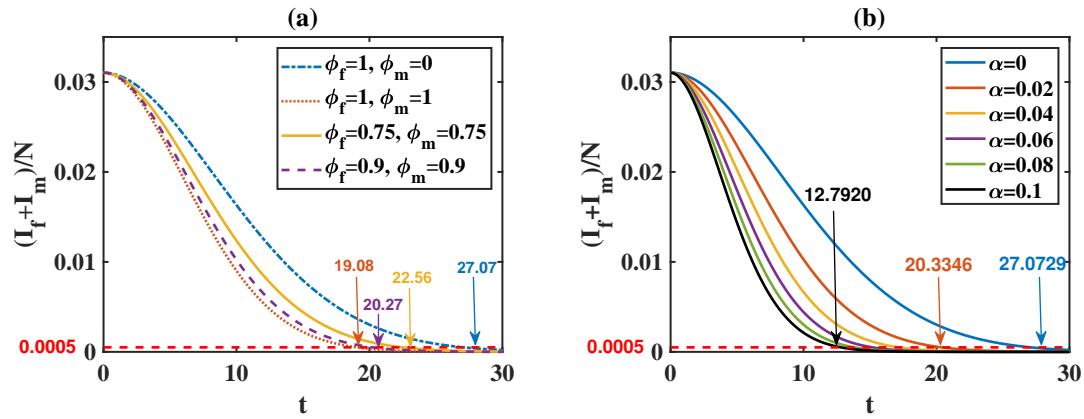 (a)
(I_f+I_m)/N
0.03
0.02
0.01
0
0.0005
ϕ_f=1, ϕ_m=0
ϕ_f=1, ϕ_m=1
ϕ_f=0.75, ϕ_m=0.75
ϕ_f=0.9, ϕ_m=0.9
19.08
22.56
27.07
20.27
0
10
20
30
t
(b)
(I_f+I_m)/N
0.03
0.02
0.01
0
0.0005
α=0
α=0.02
α=0.04
α=0.06
α=0.08
α=0.1
12.7920
20.3346
27.0729
0
10
20
30
t